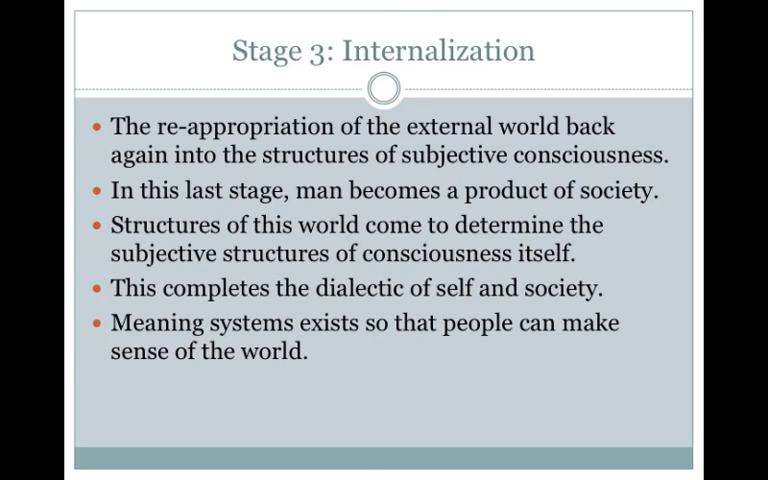 Stage 3: Internalization
• The re-appropriation of the external world back
again into the structures of subjective consciousness.
• In this last stage, man becomes a product of society.
• Structures of this world come to determine the
subjective structures of consciousness itself.
• This completes the dialectic of self and society.
• Meaning systems exists so that people can make
sense of the world.